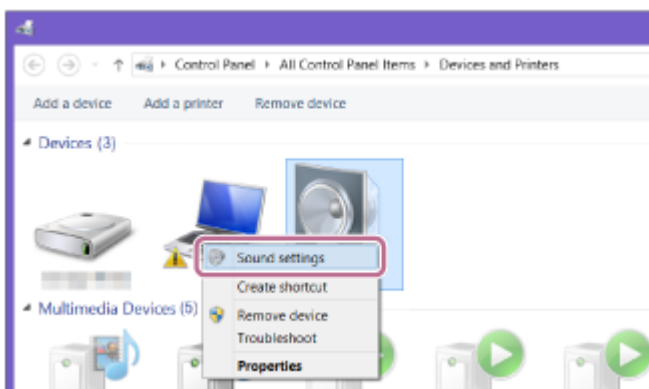 Control Panel All Control Panel Items Devices and Printers
Add a device Add a printer Remove device
Devices (3)
Sound settings
Create shortcut
Multimedia Devices (5)
Remove device
Troubleshoot
Properties